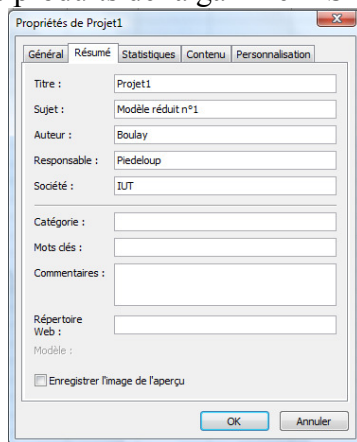 Propriétés de Projet1
Général Résumé Statistiques Contenu Personnalisation
Titre : Projet1
Sujet : Modèle réduit n°1
Auteur : Boulay
Responsable : Piedeloup
Société : IUT
Catégorie :
Mots clés :
Commentaires :
Répertoire
Web :
Modèle :
Enregistrer l'image de l'aperçu
OK Annuler